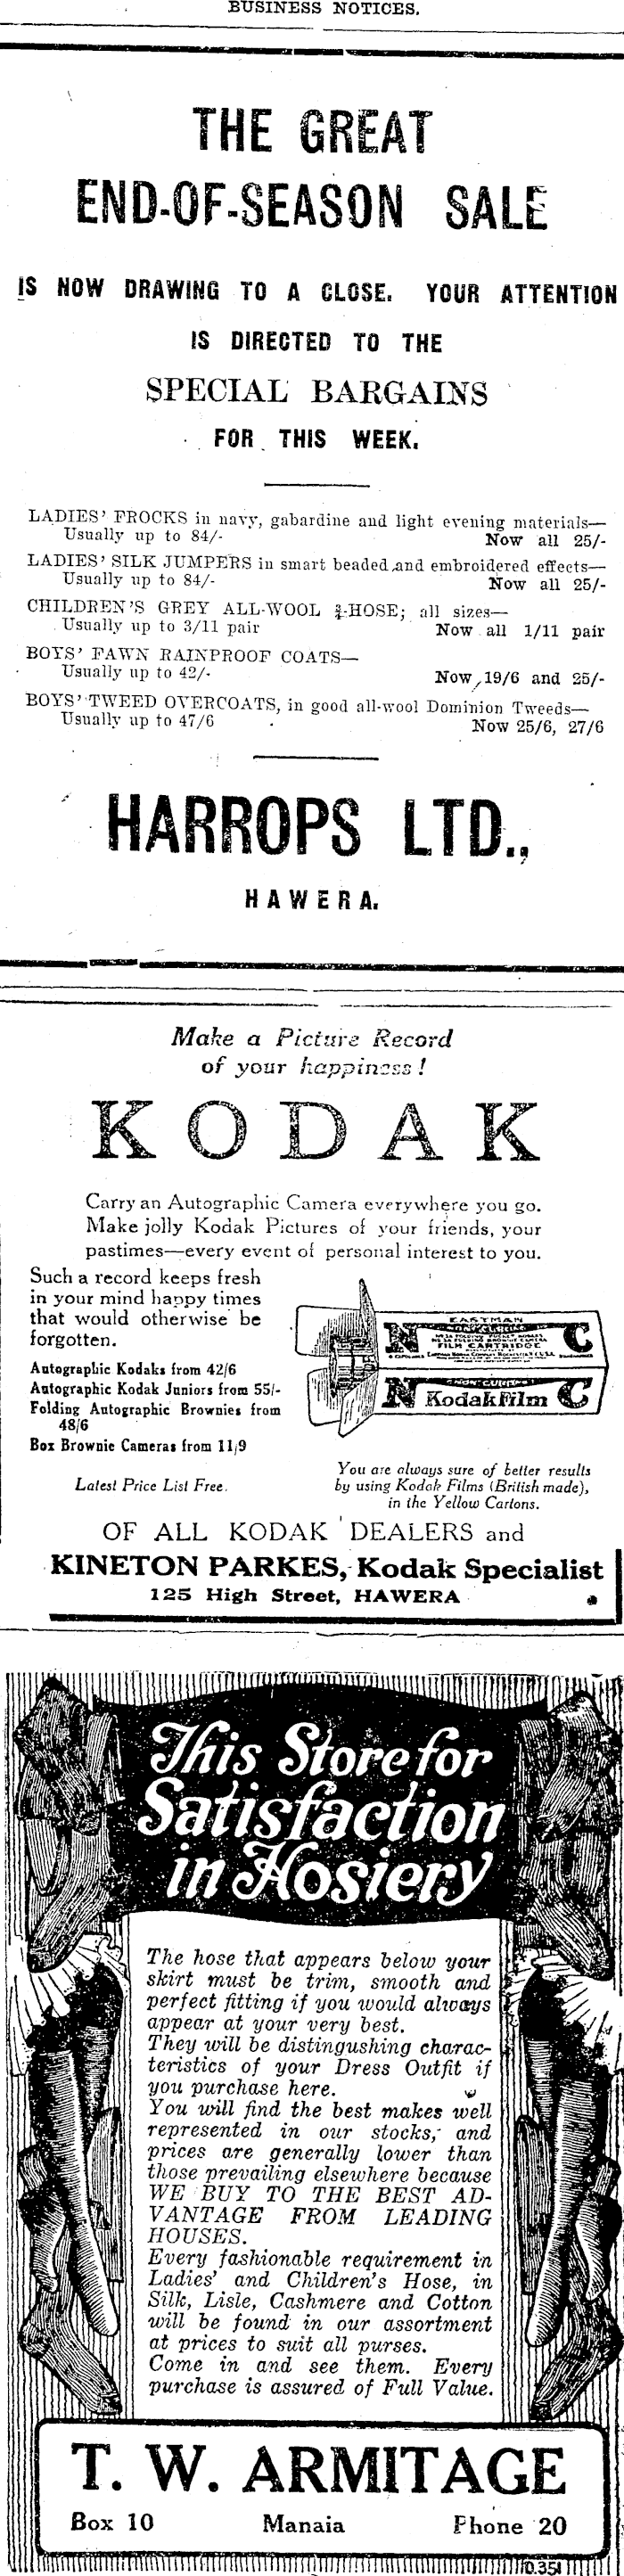 BUSINESS NOTICES.
THE GREAT
END-OF-SEASON SALE
IS NOW DRAWING TO A CLOSE. YOUR ATTENTION
IS DIRECTED TO THE
SPECIAL BARGAINS
FOR THIS WEEK.
LADIES' FROCKS in navy, gabardine and light evening materials—
Usually up to 84/- Now all 25/-
LADIES' SILK JUMPERS in smart beaded and embroidered effects—
Usually up to 84/- Now all 25/-
CHILDREN'S GREY ALL-WOOL ¾-HOSE; all sizes—
Usually up to 3/11 pair Now all 1/11 pair
BOYS' FAWN RAINPROOF COATS—
Usually up to 42/- Now 19/6 and 25/-
BOYS' TWEED OVERCOATS, in good all-wool Dominion Tweeds—
Usually up to 47/6 Now 25/6, 27/6
HARROPS LTD.,
HAWERA.
Make a Picture Record
of your happiness!
KODAK
Carry an Autographic Camera everywhere you go.
Make jolly Kodak Pictures of your friends, your
pastimes—every event of personal interest to you.
Such a record keeps fresh
in your mind happy times
that would otherwise be
forgotten.
Autographic Kodaks from 42/6
Autographic Kodak Juniors from 55/-
Folding Autographic Brownies from
48/6
Box Brownie Cameras from 11/9
Latest Price List Free.
EASTMAN
N C
FILM CARTRIDGE
NON-CURLING
N Kodak Film C
You are always sure of better results
by using Kodak Films (British made),
in the Yellow Cartons.
OF ALL KODAK DEALERS and
KINETON PARKES, Kodak Specialist
125 High Street, HAWERA
This Store for
Satisfaction
in Hosiery
The hose that appears below your
skirt must be trim, smooth and
perfect fitting if you would always
appear at your very best.
They will be distingushing charac-
teristics of your Dress Outfit if
you purchase here.
You will find the best makes well
represented in our stocks, and
prices are generally lower than
those prevailing elsewhere because
WE BUY TO THE BEST AD-
VANTAGE FROM LEADING
HOUSES.
Every fashionable requirement in
Ladies' and Children's Hose, in
Silk, Lisle, Cashmere and Cotton
will be found in our assortment
at prices to suit all purses.
Come in and see them. Every
purchase is assured of Full Value.
T. W. ARMITAGE
Box 10 Manaia Phone 20
0.351